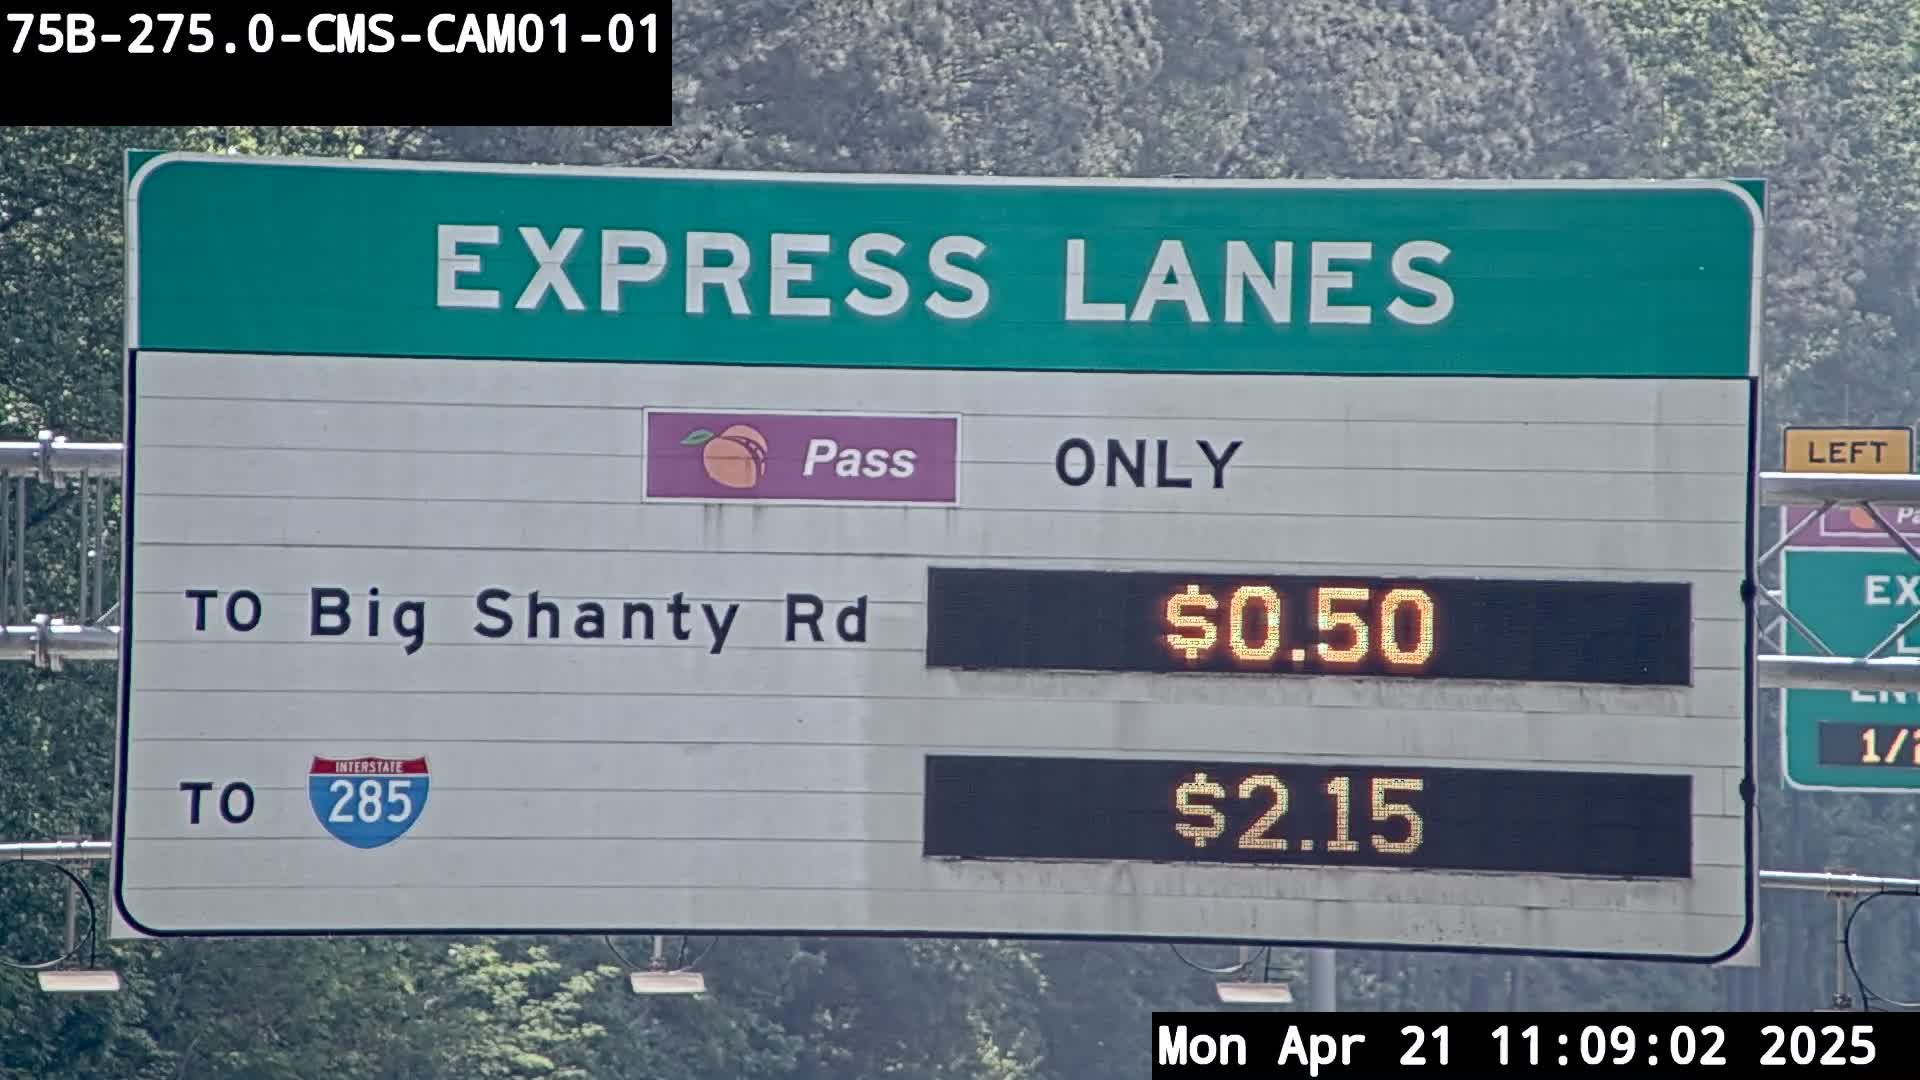 75B-275.0-CMS-CAM01-01
EXPRESS LANES
Pass ONLY
TO Big Shanty Rd $0.50
TO INTERSTATE 285 $2.15
LEFT
Mon Apr 21 11:09:02 2025